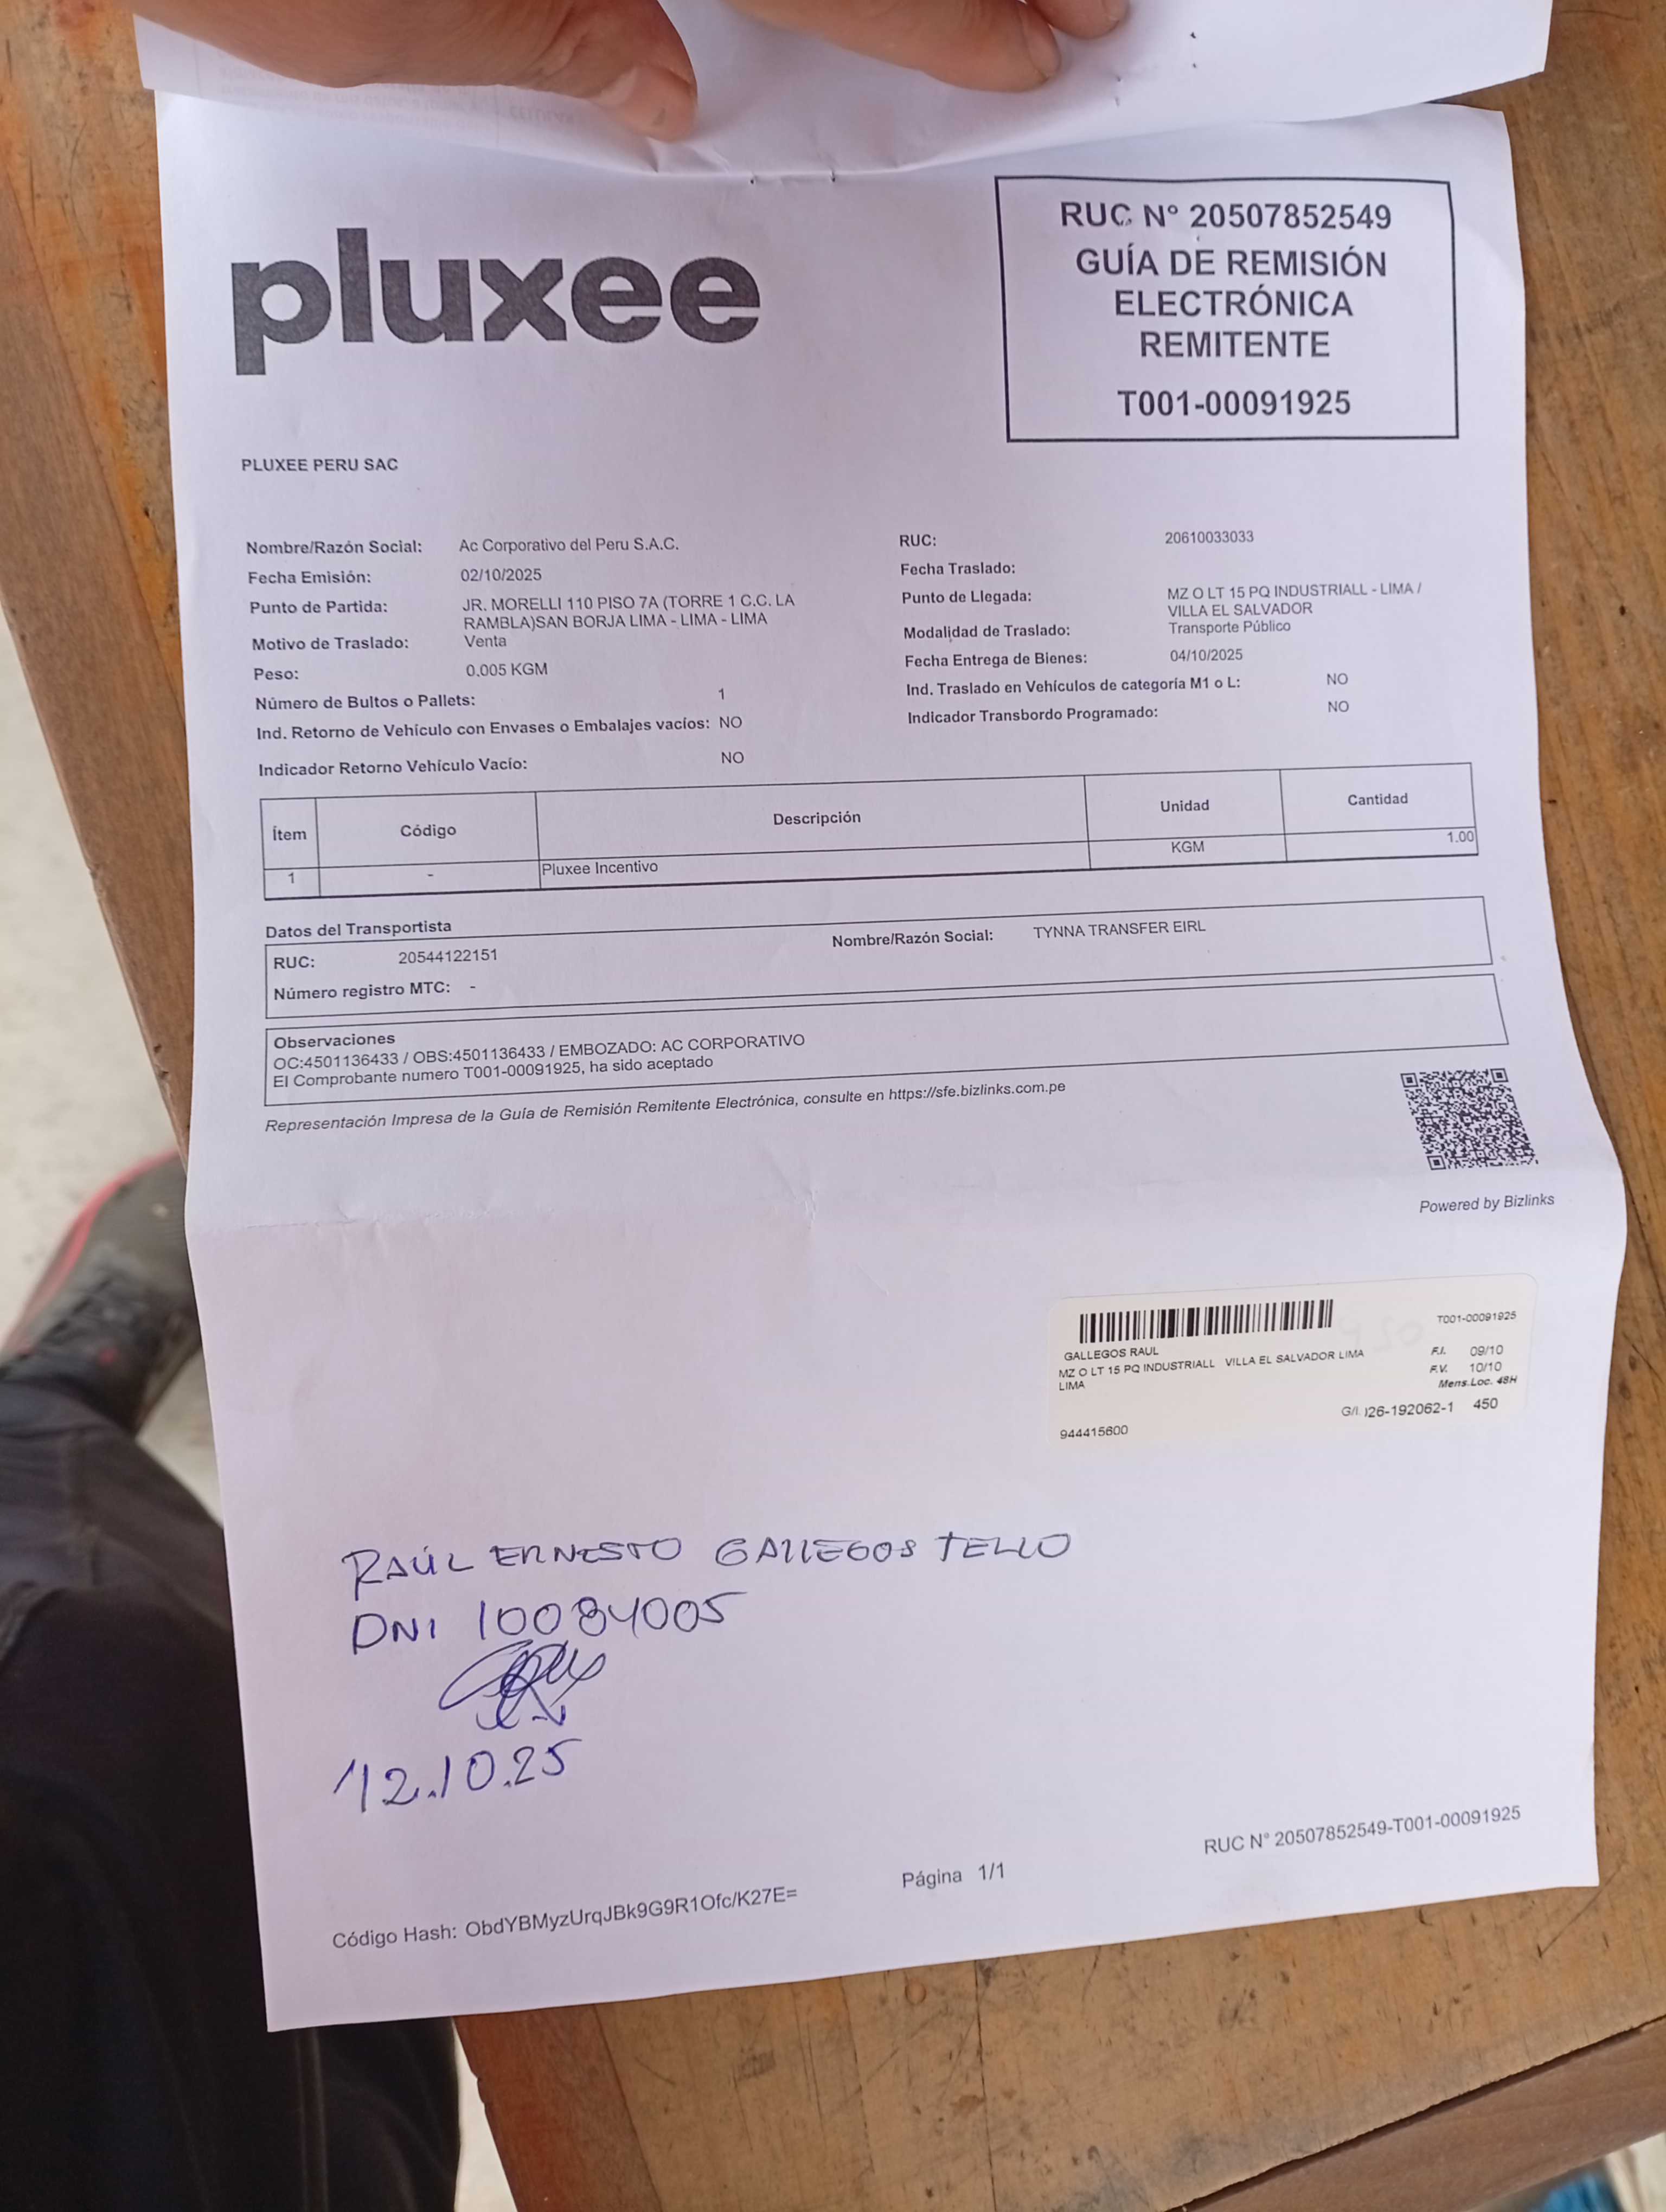 pluxee
RUC N° 20507852549
GUÍA DE REMISIÓN
ELECTRÓNICA
REMITENTE
T001-00091925
PLUXEE PERU SAC
Nombre/Razón Social: Ac Corporativo del Peru S.A.C.
Fecha Emisión: 02/10/2025
Punto de Partida: JR. MORELLI 110 PISO 7A (TORRE 1 C.C. LA
RAMBLA)SAN BORJA LIMA - LIMA - LIMA
Motivo de Traslado: Venta
Peso: 0.005 KGM
Número de Bultos o Pallets: 1
Ind. Retorno de Vehículo con Envases o Embalajes vacíos: NO
Indicador Retorno Vehículo Vacío: NO
RUC: 20610033033
Fecha Traslado:
Punto de Llegada: MZ O LT 15 PQ INDUSTRIALL - LIMA /
VILLA EL SALVADOR
Modalidad de Traslado: Transporte Público
Fecha Entrega de Bienes: 04/10/2025
Ind. Traslado en Vehículos de categoría M1 o L: NO
Indicador Transbordo Programado: NO
Ítem Código Descripción Unidad Cantidad
1 - Pluxee Incentivo KGM 1.00
Datos del Transportista
RUC: 20544122151 Nombre/Razón Social: TYNNA TRANSFER EIRL
Número registro MTC: -
Observaciones
OC:4501136433 / OBS:4501136433 / EMBOZADO: AC CORPORATIVO
El Comprobante numero T001-00091925, ha sido aceptado
Representación Impresa de la Guía de Remisión Remitente Electrónica, consulte en https://sfe.bizlinks.com.pe
Powered by Bizlinks
T001-00091925
GALLEGOS RAUL
MZ O LT 15 PQ INDUSTRIALL VILLA EL SALVADOR LIMA
LIMA
F.I. 09/10
F.V. 10/10
Mens.Loc. 48H
G/I. 026-192062-1 450
944415600
RAÚL ERNESTO GALLEGOS TELLO
DNI 10084005
12.10.25
RUC N° 20507852549-T001-00091925
Página 1/1
Código Hash: ObdYBMyzUrqJBk9G9R1Ofc/K27E=